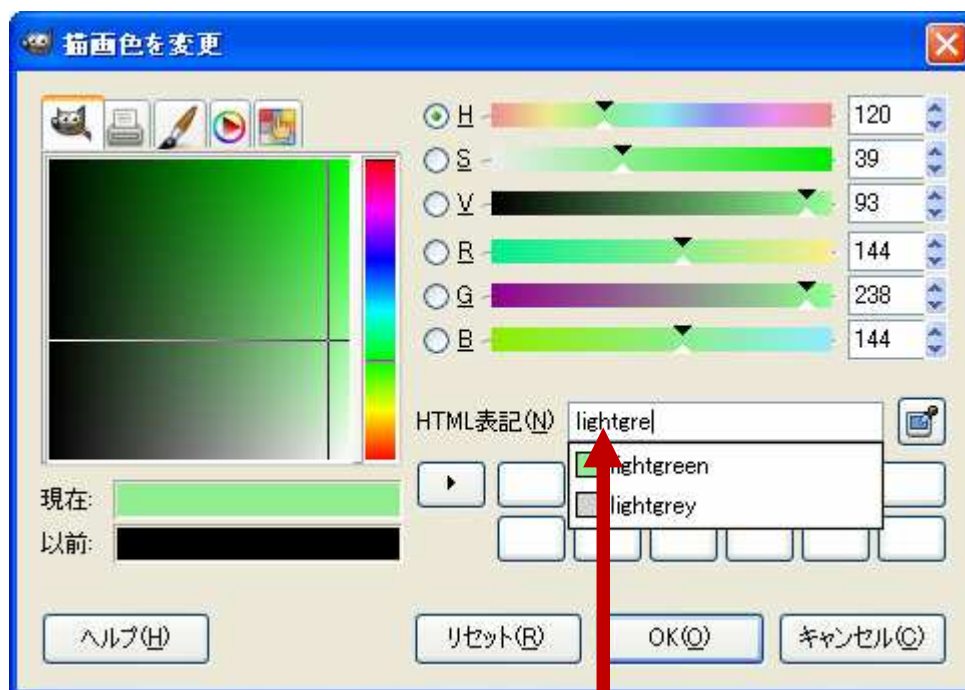 描画色を変更
H 120
S 39
V 93
R 144
G 238
B 144
HTML表記(N) lightgre
lightgreen
lightgrey
現在:
以前:
ヘルプ(H) リセット(R) OK(O) キャンセル(C)